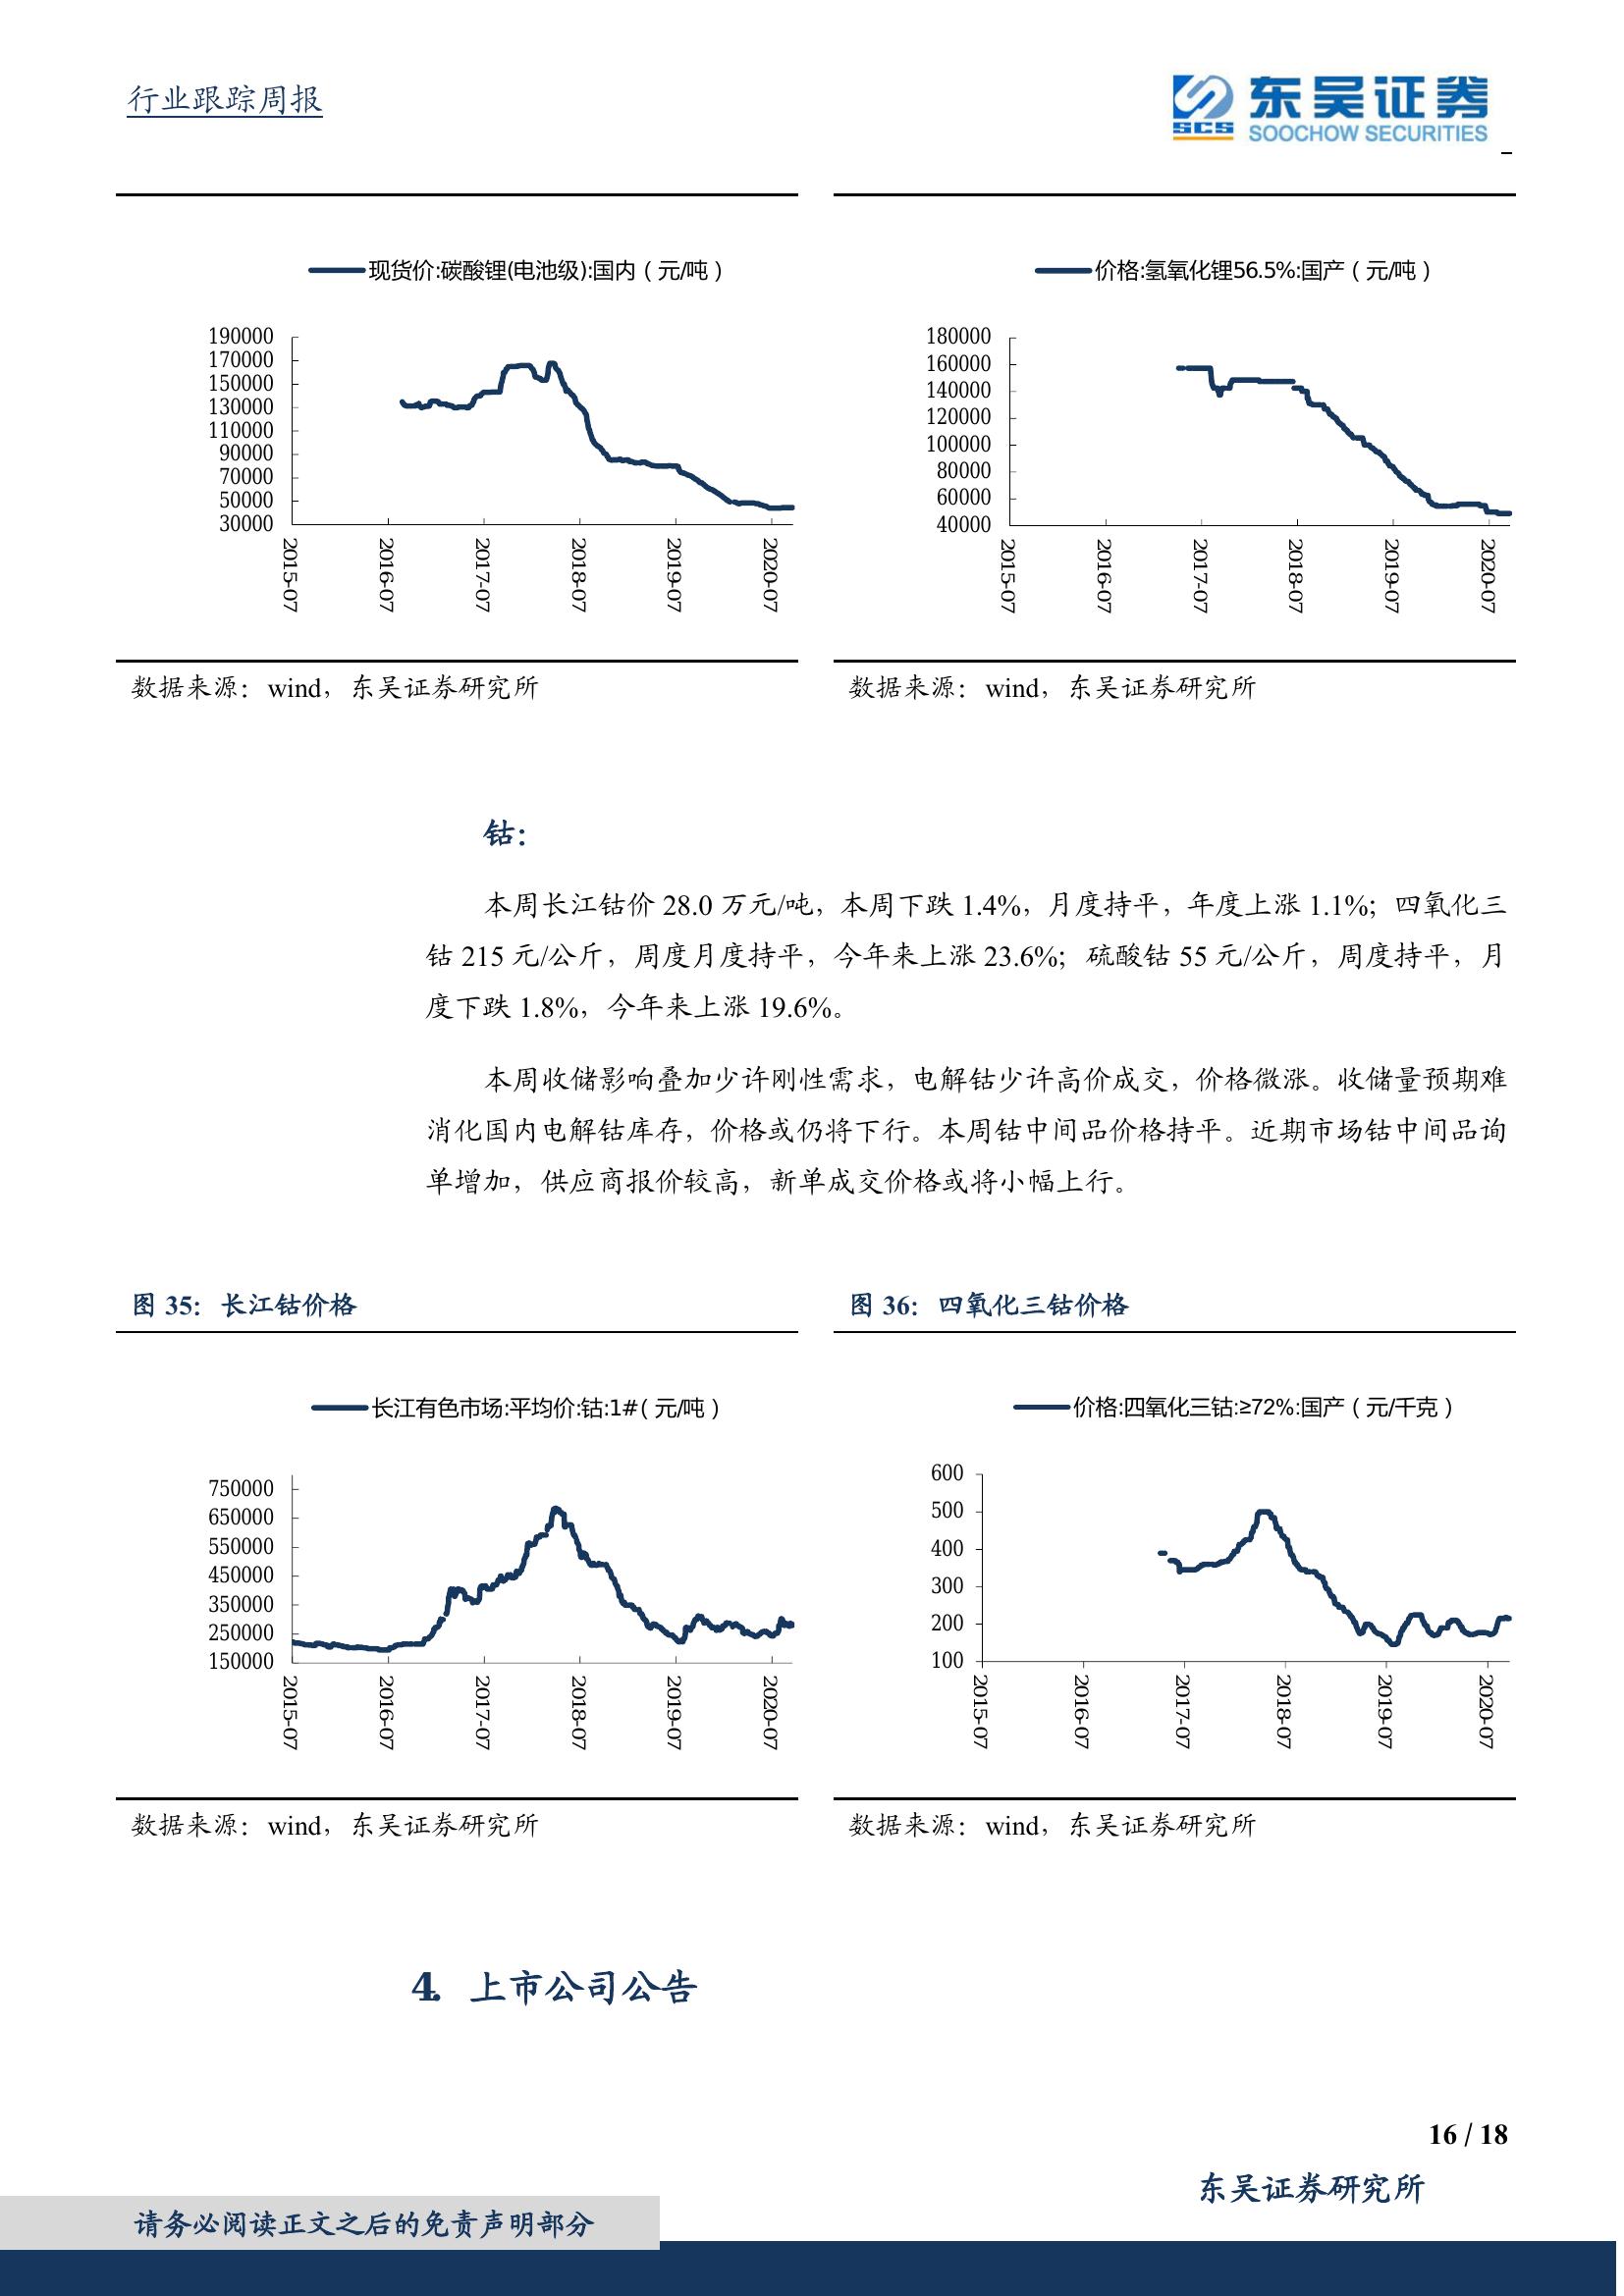 行业跟踪周报
东吴证券
SCS
SOOCHOW SECURITIES
现货价:碳酸锂(电池级):国内（元/吨）
190000
170000
150000
130000
110000
90000
70000
50000
30000
2015-07
2016-07
2017-07
2018-07
2019-07
2020-07
价格:氢氧化锂56.5%:国产（元/吨）
180000
160000
140000
120000
100000
80000
60000
40000
2015-07
2016-07
2017-07
2018-07
2019-07
2020-07
数据来源：wind，东吴证券研究所
数据来源：wind，东吴证券研究所
钴：
本周长江钴价 28.0 万元/吨，本周下跌 1.4%，月度持平，年度上涨 1.1%；四氧化三
钴 215 元/公斤，周度月度持平，今年来上涨 23.6%；硫酸钴 55 元/公斤，周度持平，月
度下跌 1.8%，今年来上涨 19.6%。
本周收储影响叠加少许刚性需求，电解钴少许高价成交，价格微涨。收储量预期难
消化国内电解钴库存，价格或仍将下行。本周钴中间品价格持平。近期市场钴中间品询
单增加，供应商报价较高，新单成交价格或将小幅上行。
图 35：长江钴价格
图 36：四氧化三钴价格
长江有色市场:平均价:钴:1#（元/吨）
750000
650000
550000
450000
350000
250000
150000
2015-07
2016-07
2017-07
2018-07
2019-07
2020-07
价格:四氧化三钴:≥72%:国产（元/千克）
600
500
400
300
200
100
2015-07
2016-07
2017-07
2018-07
2019-07
2020-07
数据来源：wind，东吴证券研究所
数据来源：wind，东吴证券研究所
4. 上市公司公告
16 / 18
东吴证券研究所
请务必阅读正文之后的免责声明部分